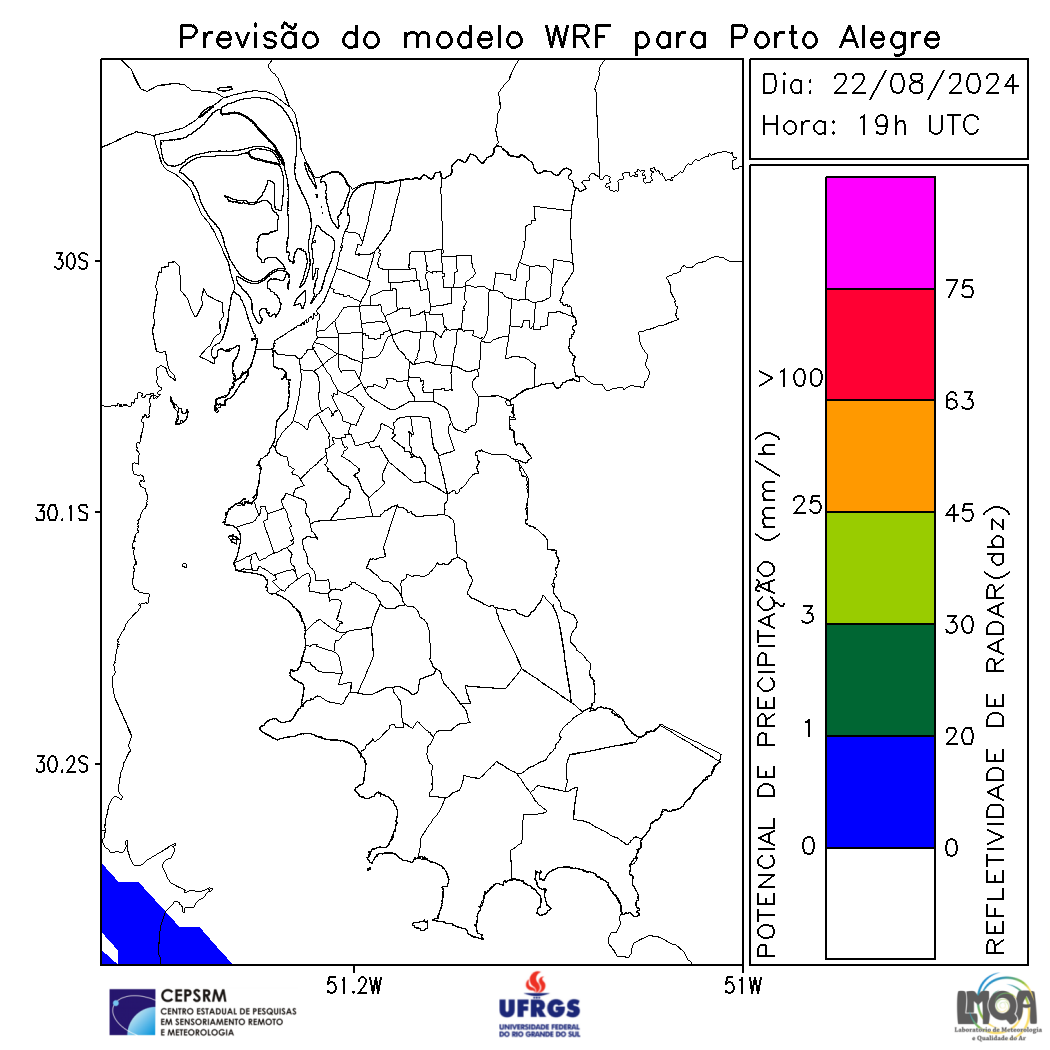 Previsão do modelo WRF para Porto Alegre
Dia: 22/08/2024
Hora: 19h UTC
30S
30.1S
30.2S
51.2W
51W
POTENCIAL DE PRECIPITAÇÃO (mm/h)
>100
25
3
1
0
75
63
45
30
20
0
REFLETIVIDADE DE RADAR(dbz)
CEPSRM
CENTRO ESTADUAL DE PESQUISAS
EM SENSORIAMENTO REMOTO
E METEOROLOGIA
UFRGS
UNIVERSIDADE FEDERAL
DO RIO GRANDE DO SUL
LMQA
Laboratório de Meteorologia
e Qualidade do Ar